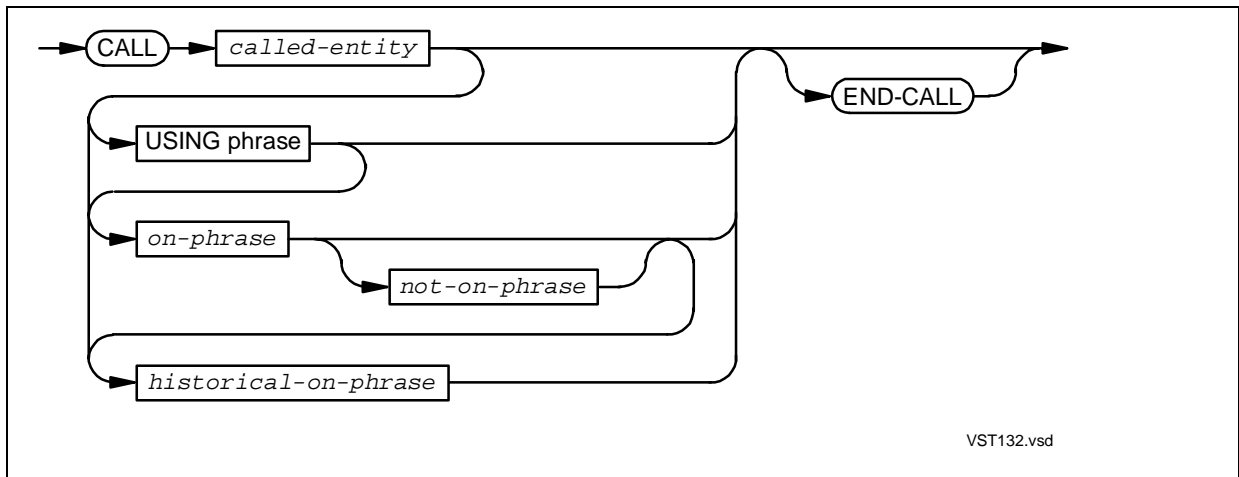 CALL called-entity
END-CALL
USING phrase
on-phrase
not-on-phrase
historical-on-phrase
VST132.vsd